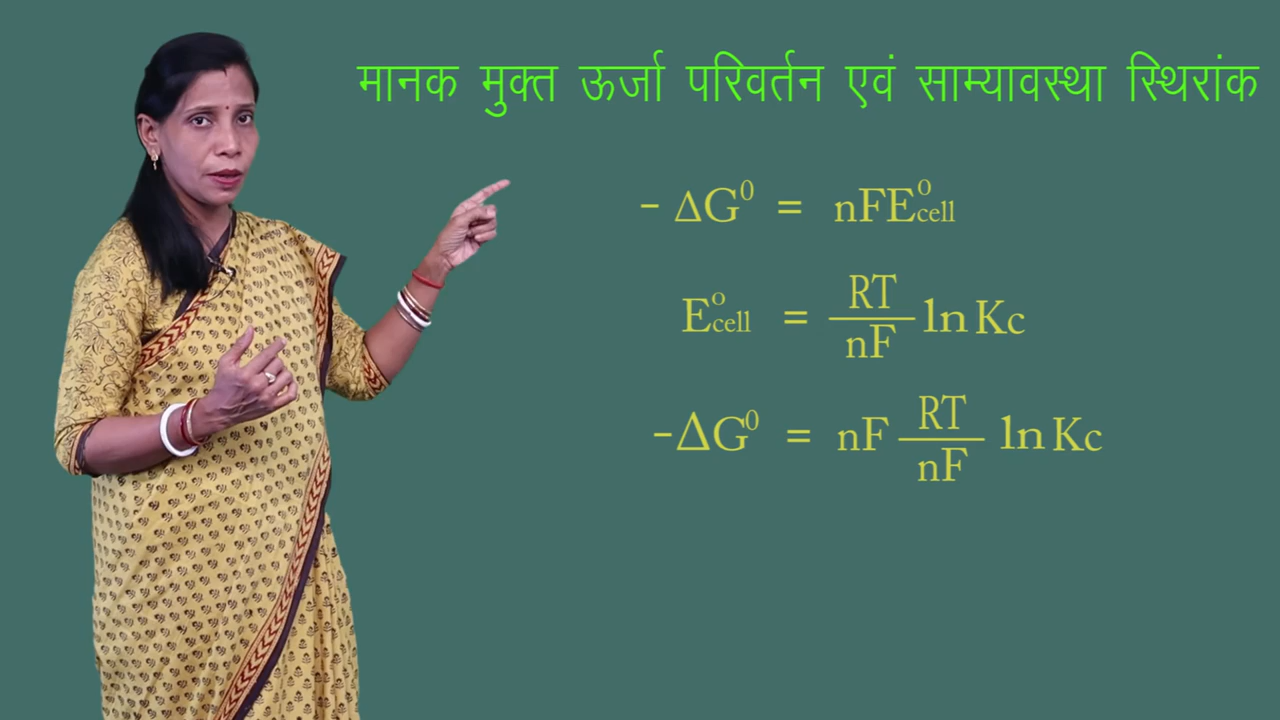 मानक मुक्त ऊर्जा परिवर्तन एवं साम्यावस्था स्थिरांक
- ΔG⁰ = nFE°cell
E°cell = RT/nF ln Kc
-ΔG⁰ = nF RT/nF ln Kc